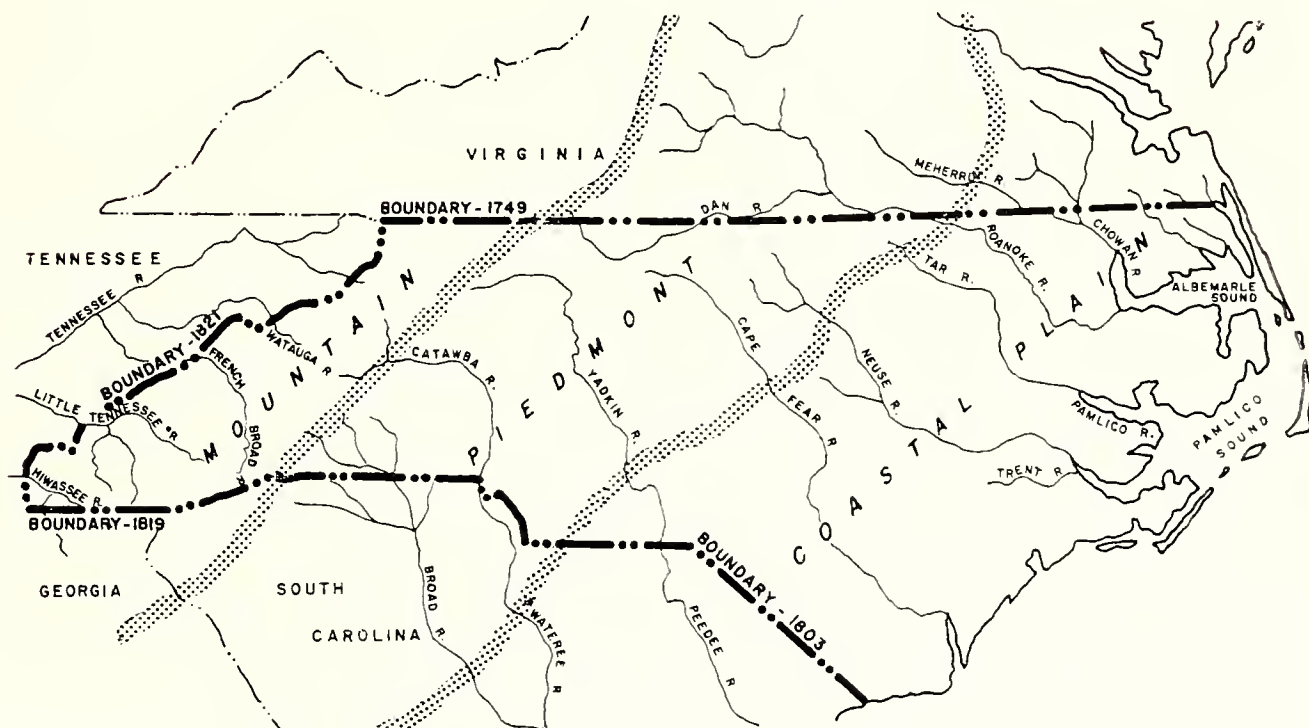 VIRGINIA
MEHERRIN R.
BOUNDARY-1749
DAN R.
CHOWAN R.
ROANOKE R.
TENNESSEE
TAR R.
ALBEMARLE SOUND
TENNESSEE R.
BOUNDARY-1821
WATAUGA R.
FRENCH BROAD R.
CATAWBA R.
YADKIN R.
CAPE FEAR R.
NEUSE R.
LITTLE TENNESSEE R.
MOUNTAIN
PIEDMONT
COASTAL PLAIN
PAMLICO R.
PAMLICO SOUND
TRENT R.
HIWASSEE R.
BOUNDARY-1819
BOUNDARY-1803
GEORGIA
SOUTH CAROLINA
BROAD R.
WATEREE R.
PEEDEE R.